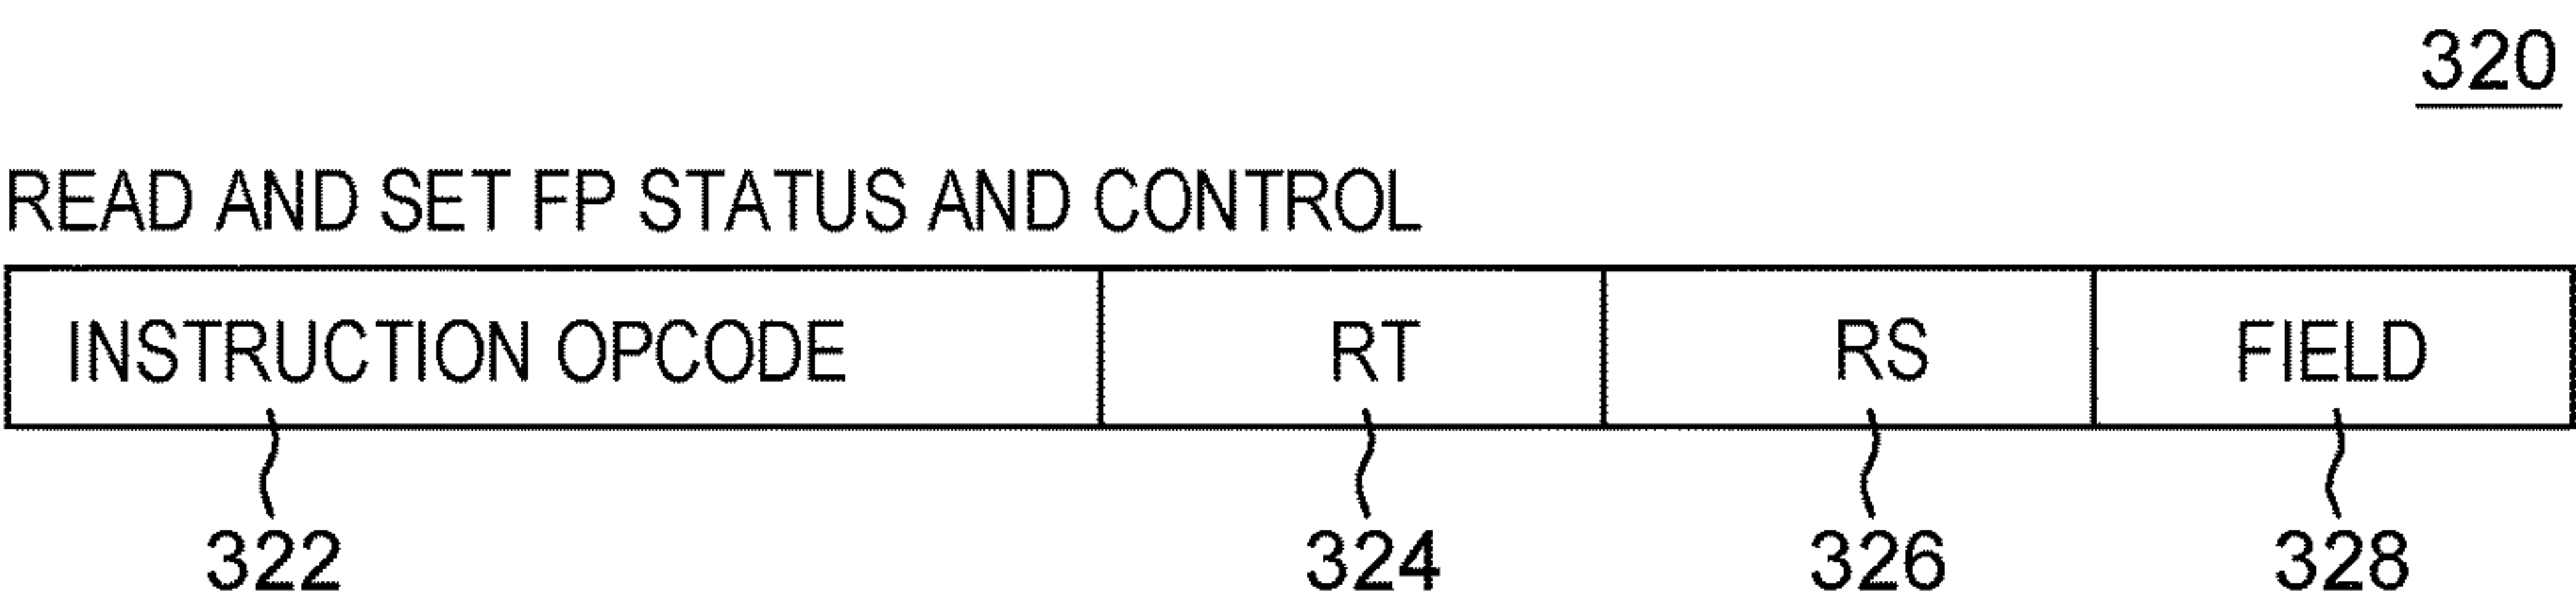 320
READ AND SET FP STATUS AND CONTROL
INSTRUCTION OPCODE RT RS FIELD
322 324 326 328